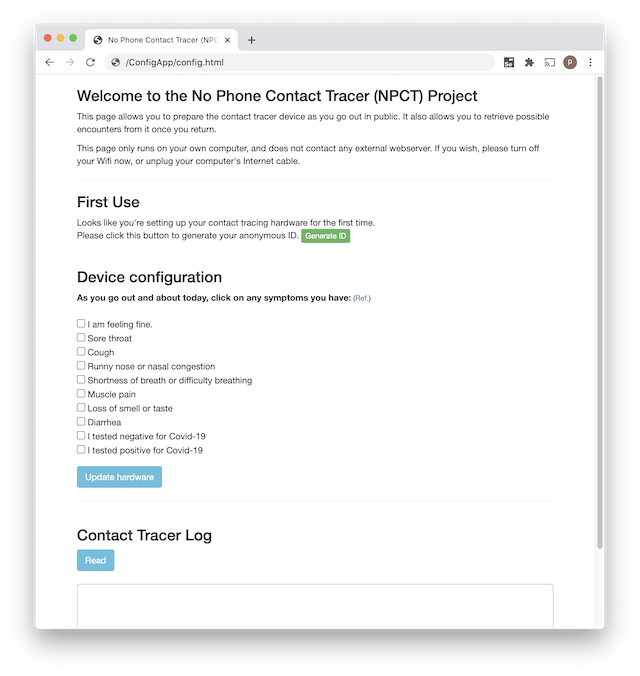 No Phone Contact Tracer (NPC
/ConfigApp/config.html
P
Welcome to the No Phone Contact Tracer (NPCT) Project
This page allows you to prepare the contact tracer device as you go out in public. It also allows you to retrieve possible
encounters from it once you return.
This page only runs on your own computer, and does not contact any external webserver. If you wish, please turn off
your Wifi now, or unplug your computer's Internet cable.
First Use
Looks like you're setting up your contact tracing hardware for the first time.
Please click this button to generate your anonymous ID. Generate ID
Device configuration
As you go out and about today, click on any symptoms you have: (Ref.)
I am feeling fine.
Sore throat
Cough
Runny nose or nasal congestion
Shortness of breath or difficulty breathing
Muscle pain
Loss of smell or taste
Diarrhea
I tested negative for Covid-19
I tested positive for Covid-19
Update hardware
Contact Tracer Log
Read